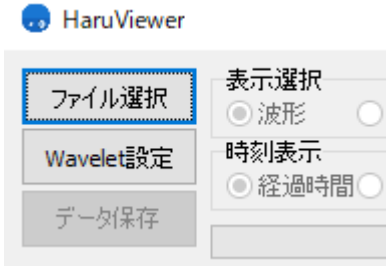 HaruViewer
ファイル選択
表示選択
波形
Wavelet設定
時刻表示
経過時間
データ保存